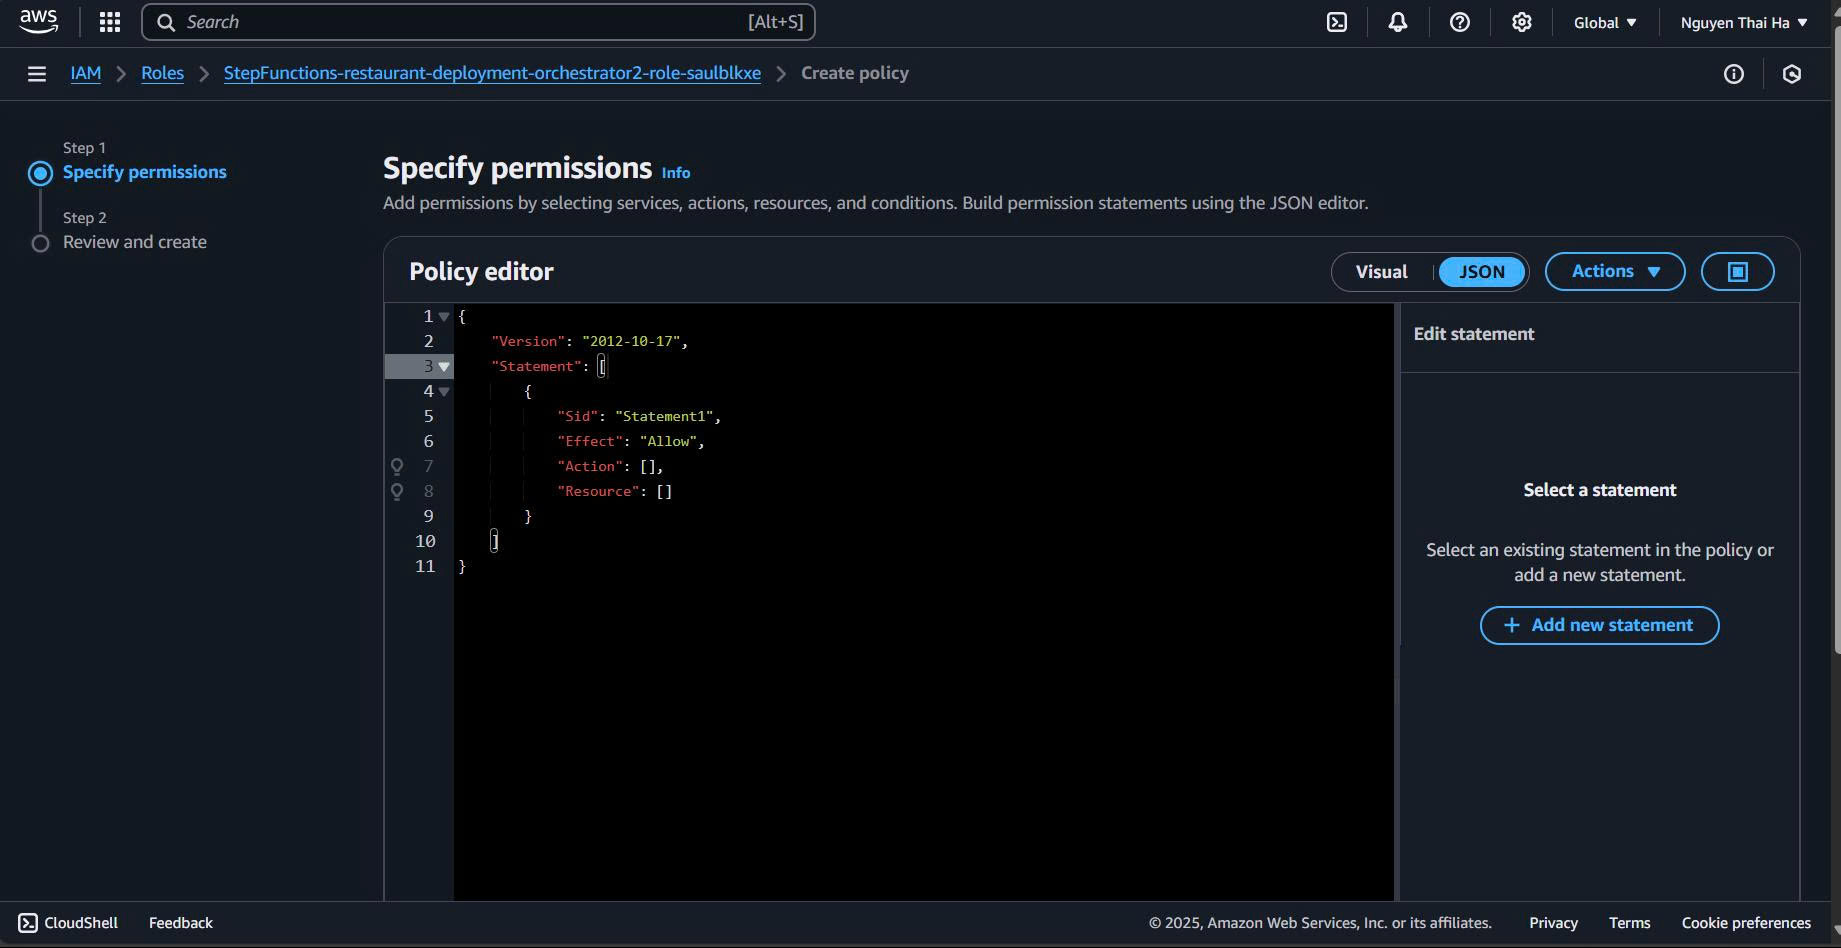 aws
Search [Alt+S]
Global
Nguyen Thai Ha
IAM
Roles
StepFunctions-restaurant-deployment-orchestrator2-role-saulblkxe
Create policy
Step 1
Specify permissions
Step 2
Review and create
Specify permissions Info
Add permissions by selecting services, actions, resources, and conditions. Build permission statements using the JSON editor.
Policy editor
Visual
JSON
Actions
1 {
2 "Version": "2012-10-17",
3 "Statement": [
4 {
5 "Sid": "Statement1",
6 "Effect": "Allow",
7 "Action": [],
8 "Resource": []
9 }
10 ]
11 }
Edit statement
Select a statement
Select an existing statement in the policy or
add a new statement.
+ Add new statement
CloudShell
Feedback
© 2025, Amazon Web Services, Inc. or its affiliates.
Privacy
Terms
Cookie preferences